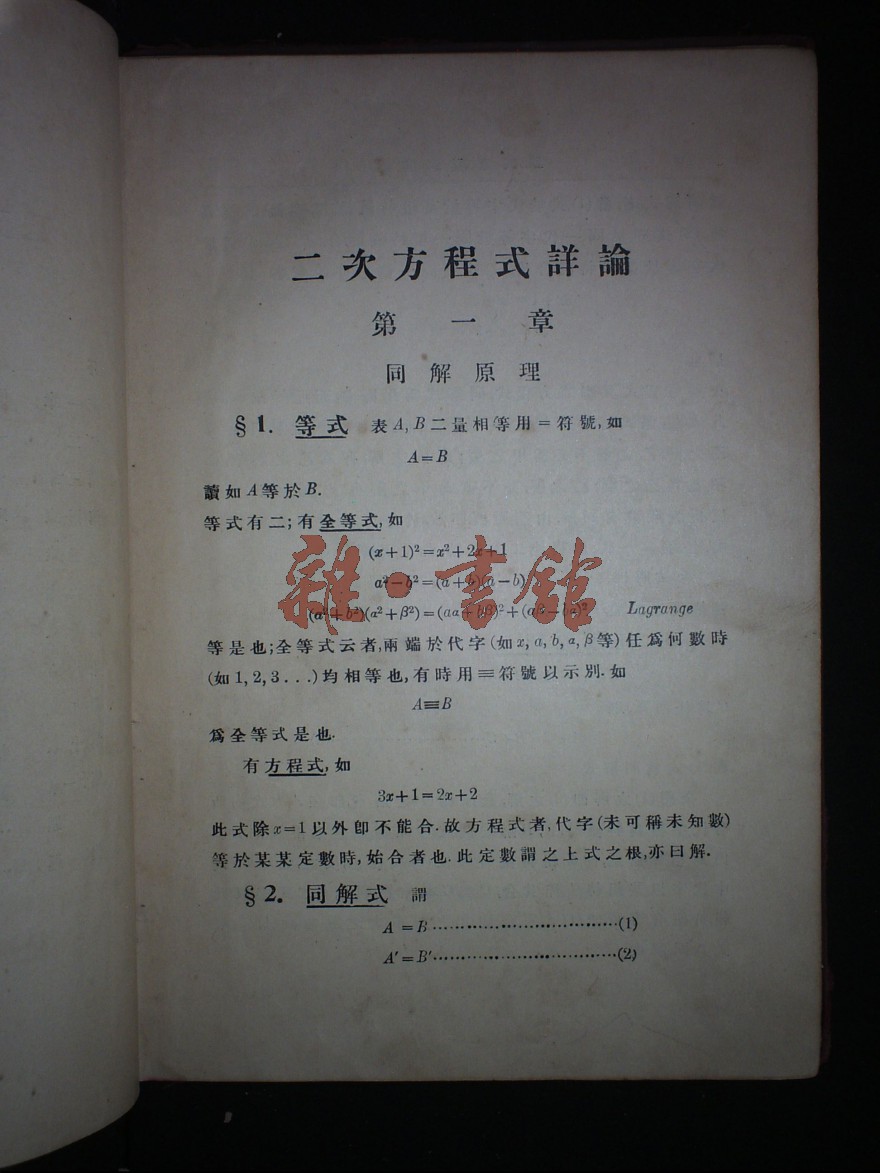 二次方程式詳論
第一章
同解原理
§1. 等式 表A,B二量相等用=符號,如
A=B
讀如A等於B.
等式有二;有全等式,如
(x+1)²=x²+2x+1
a²-b²=(a+b)(a-b)
(a²+b²)(α²+β²)=(aα+bβ)²+(aβ-bα)² Lagrange
等是也;全等式云者,兩端於代字(如x,a,b,α,β等)任爲何數時
(如1,2,3...)均相等也,有時用≡符號以示別.如
A≡B
爲全等式是也.
有方程式,如
3x+1=2x+2
此式除x=1以外卽不能合.故方程式者,代字(未可稱未知數)
等於某某定數時,始合者也.此定數謂之上式之根,亦曰解.
§2. 同解式 謂
A=B....................................(1)
A'=B'...................................(2)
雜·書館